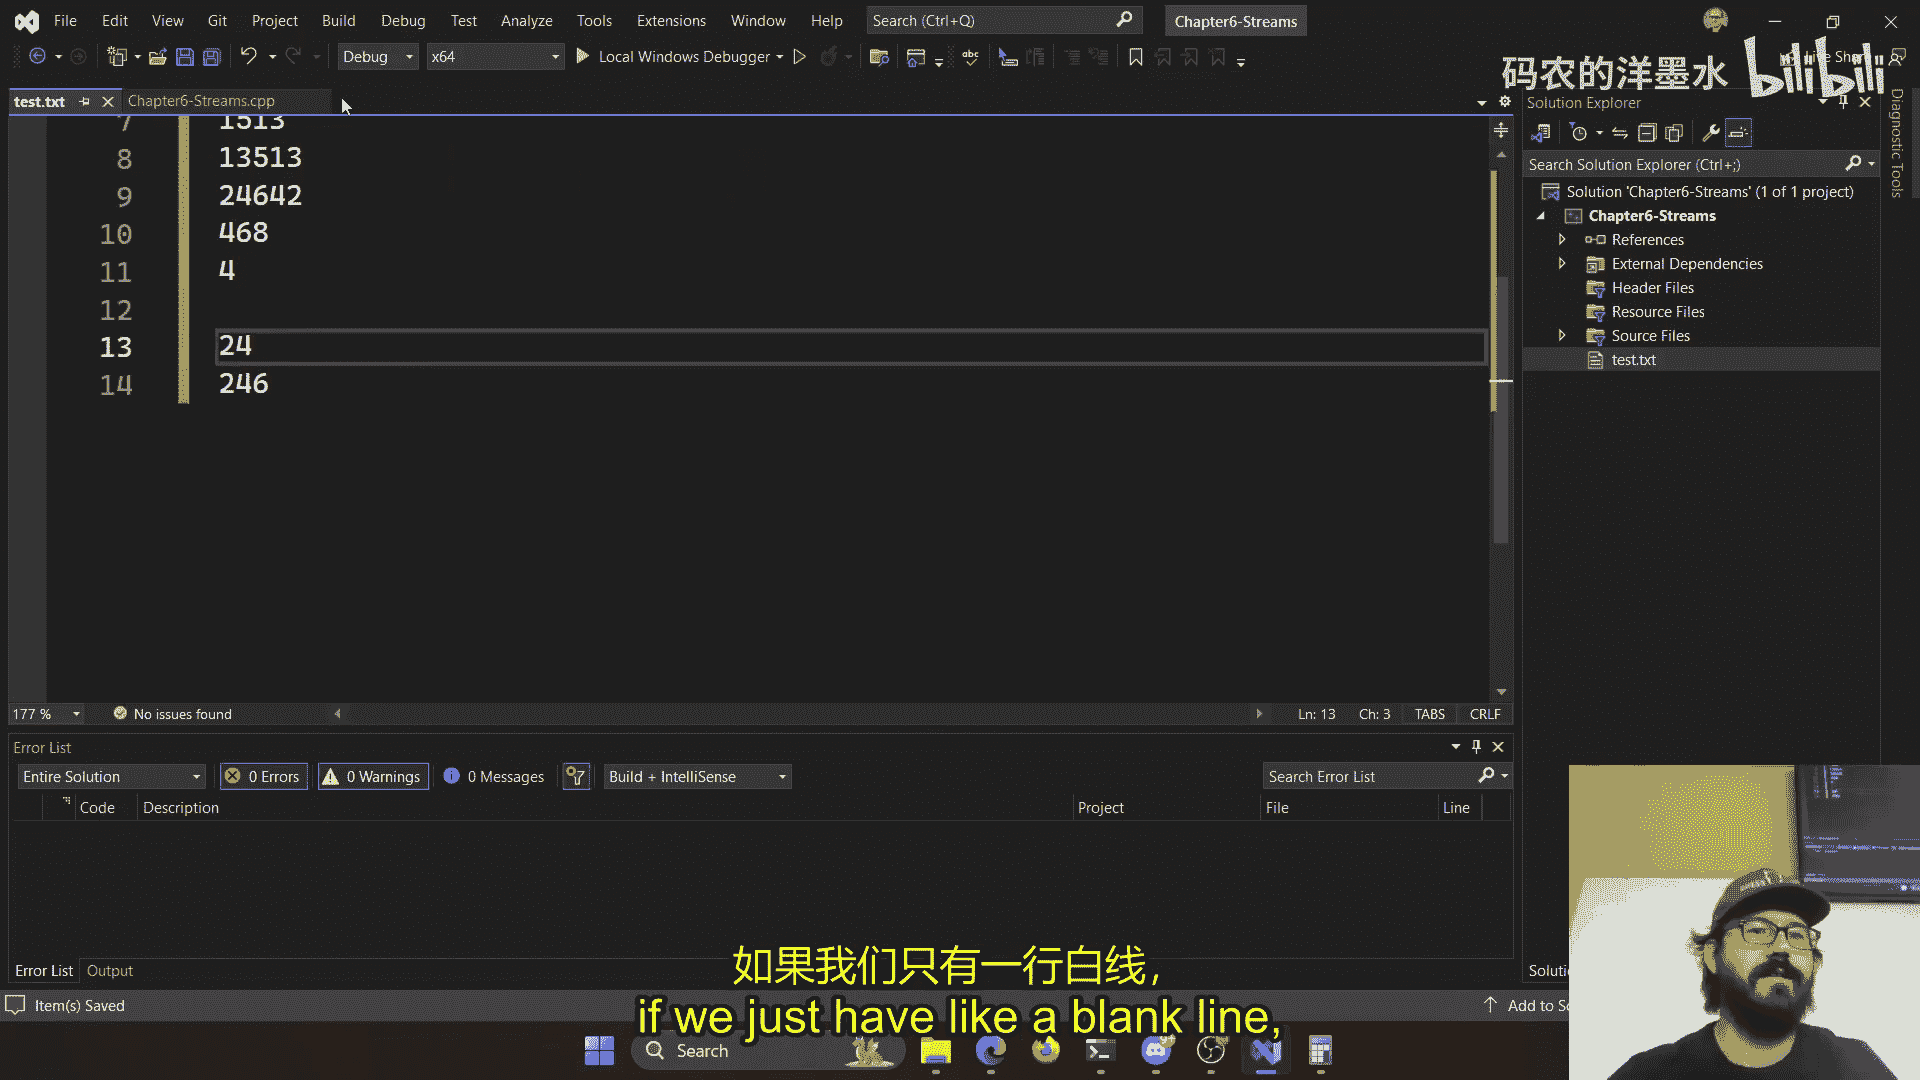 File Edit View Git Project Build Debug Test Analyze Tools Extensions Window Help Search (Ctrl+Q) Chapter6-Streams
Debug x64 Local Windows Debugger
码农的洋墨水 bilibili
test.txt Chapter6-Streams.cpp
Solution Explorer
Diagnostic Tools
Search Solution Explorer (Ctrl+;)
Solution 'Chapter6-Streams' (1 of 1 project)
Chapter6-Streams
References
External Dependencies
Header Files
Resource Files
Source Files
test.txt
7 1513
8 13513
9 24642
10 468
11 4
12
13 24
14 246
177 % No issues found Ln: 13 Ch: 3 TABS CRLF
Error List
Entire Solution 0 Errors 0 Warnings 0 Messages Build + IntelliSense Search Error List
Code Description Project File Line
Error List Output
Item(s) Saved Add to
如果我们只有一行白线，
if we just have like a blank line,
Search